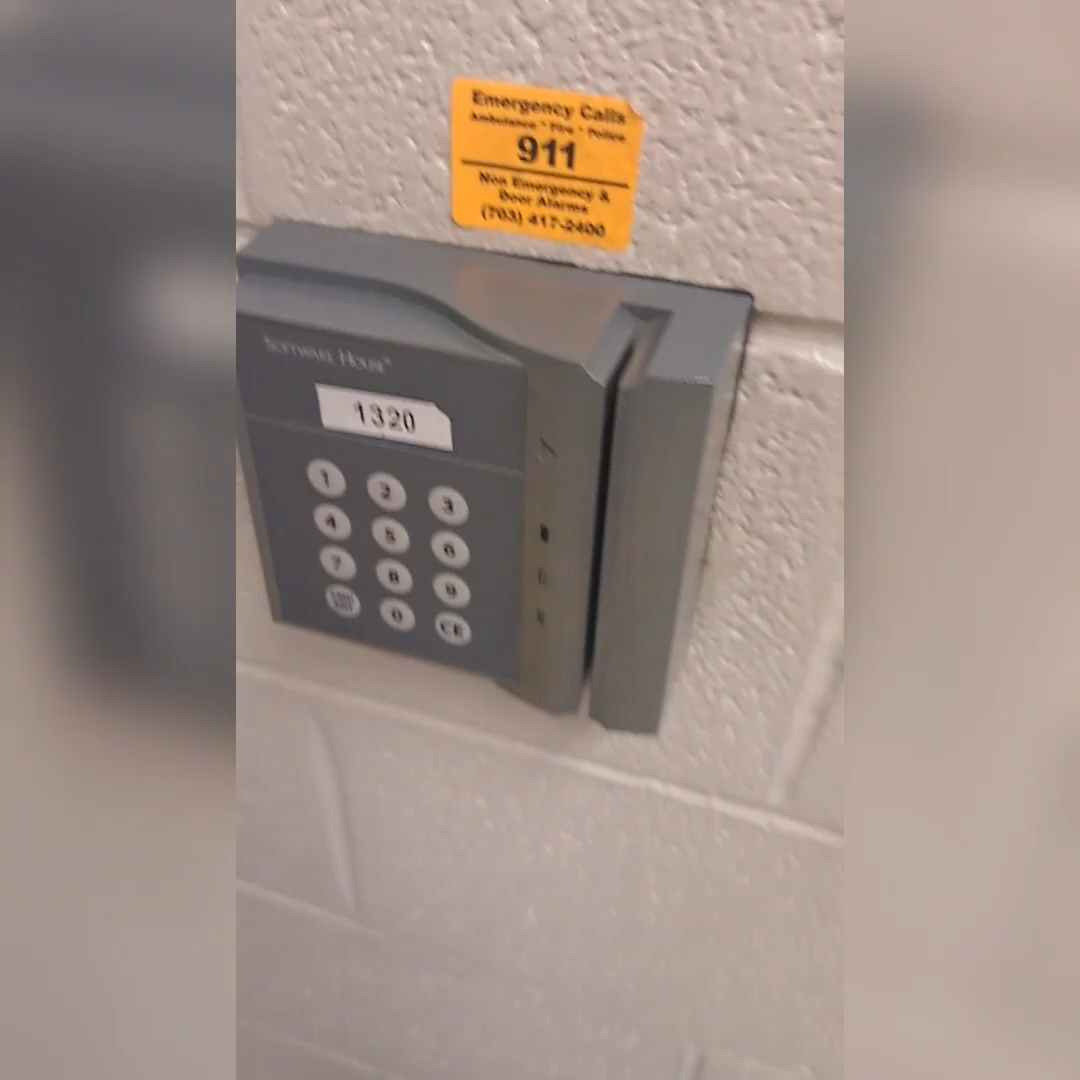 Emergency Calls
Ambulance * Fire * Police
911
Non Emergency &
Door Alarms
(703) 417-2400
SOFTWARE HOUSE™
1320
1 2 3
4 5 6
7 8 9
0 CE